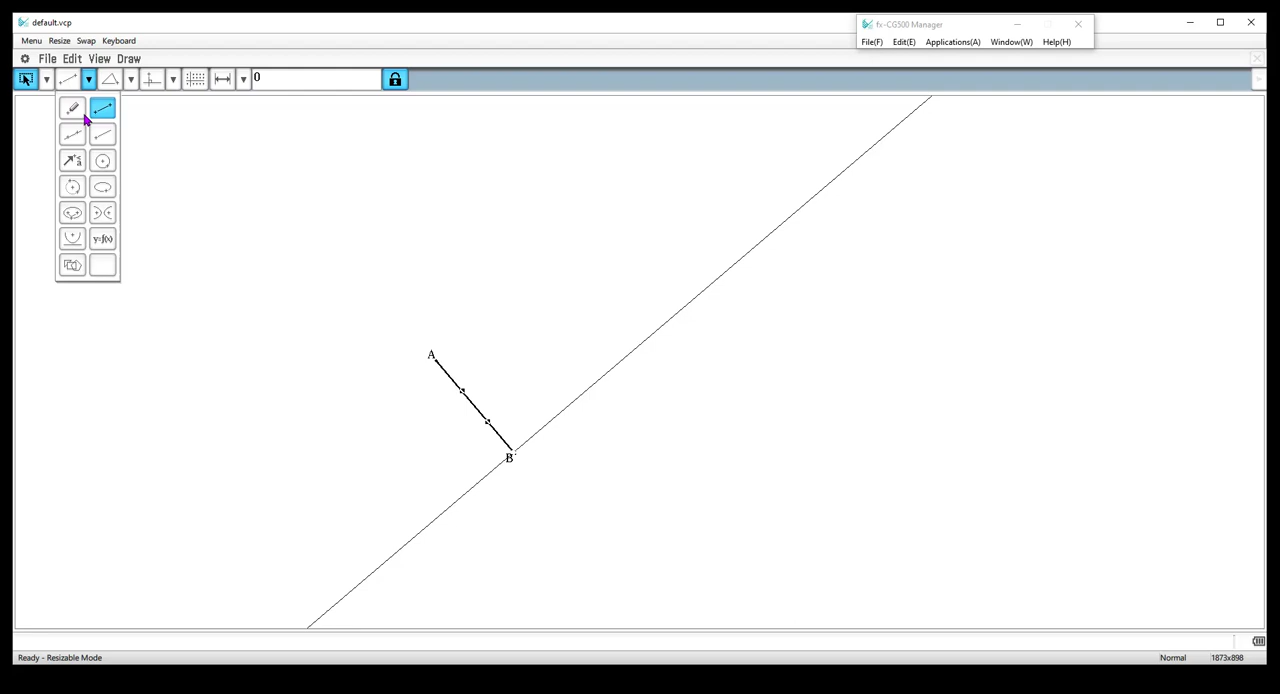 default.vcp
fx-CG500 Manager
Menu Resize Swap Keyboard
File(F) Edit(E) Applications(A) Window(W) Help(H)
File Edit View Draw
0
y=f(x)
A
B
Ready - Resizable Mode
Normal 1873x898